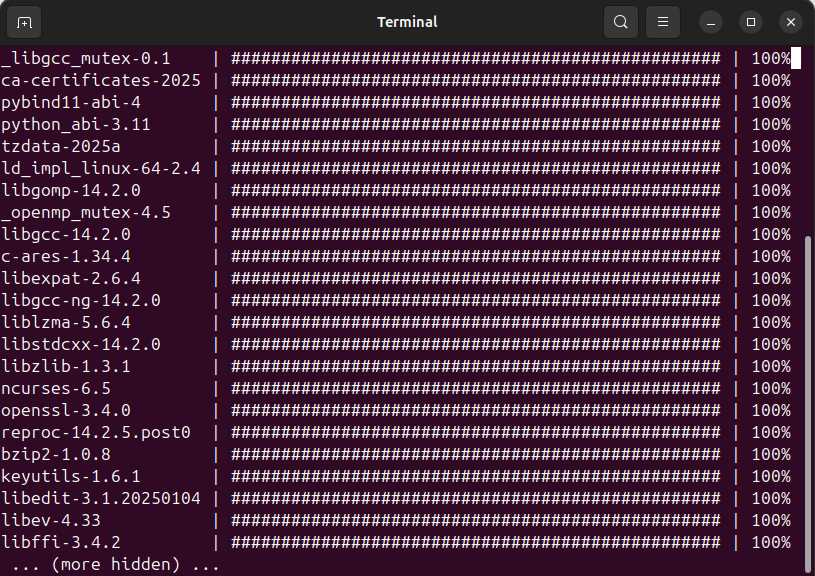 Terminal
_libgcc_mutex-0.1    | ################################################# | 100%
ca-certificates-2025 | ################################################# | 100%
pybind11-abi-4       | ################################################# | 100%
python_abi-3.11      | ################################################# | 100%
tzdata-2025a         | ################################################# | 100%
ld_impl_linux-64-2.4 | ################################################# | 100%
libgomp-14.2.0       | ################################################# | 100%
_openmp_mutex-4.5    | ################################################# | 100%
libgcc-14.2.0        | ################################################# | 100%
c-ares-1.34.4        | ################################################# | 100%
libexpat-2.6.4       | ################################################# | 100%
libgcc-ng-14.2.0     | ################################################# | 100%
liblzma-5.6.4        | ################################################# | 100%
libstdcxx-14.2.0     | ################################################# | 100%
libzlib-1.3.1        | ################################################# | 100%
ncurses-6.5          | ################################################# | 100%
openssl-3.4.0        | ################################################# | 100%
reproc-14.2.5.post0  | ################################################# | 100%
bzip2-1.0.8          | ################################################# | 100%
keyutils-1.6.1       | ################################################# | 100%
libedit-3.1.20250104 | ################################################# | 100%
libev-4.33           | ################################################# | 100%
libffi-3.4.2         | ################################################# | 100%
 ... (more hidden) ...